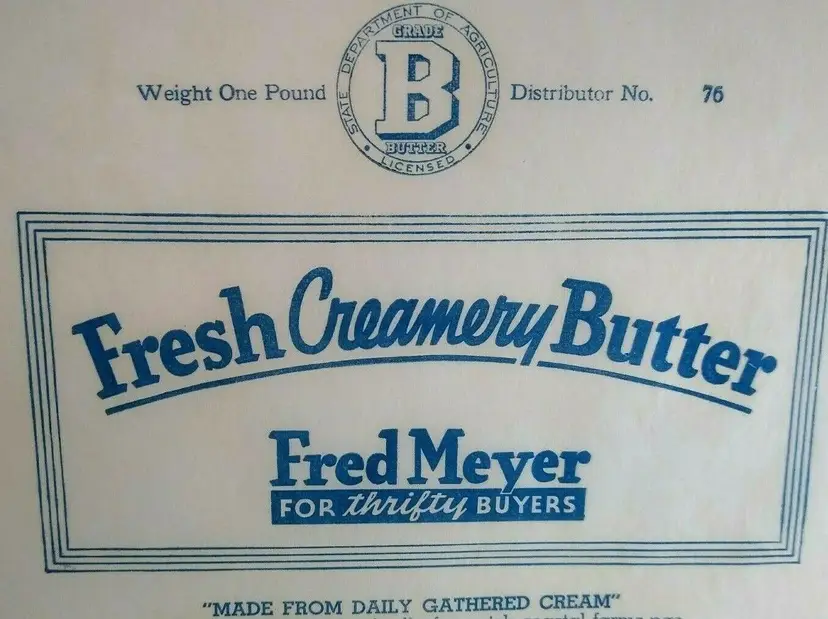 STATE DEPARTMENT OF AGRICULTURE
GRADE
B
BUTTER
• LICENSED •
Weight One Pound
Distributor No. 76
Fresh Creamery Butter
Fred Meyer
FOR thrifty BUYERS
"MADE FROM DAILY GATHERED CREAM"